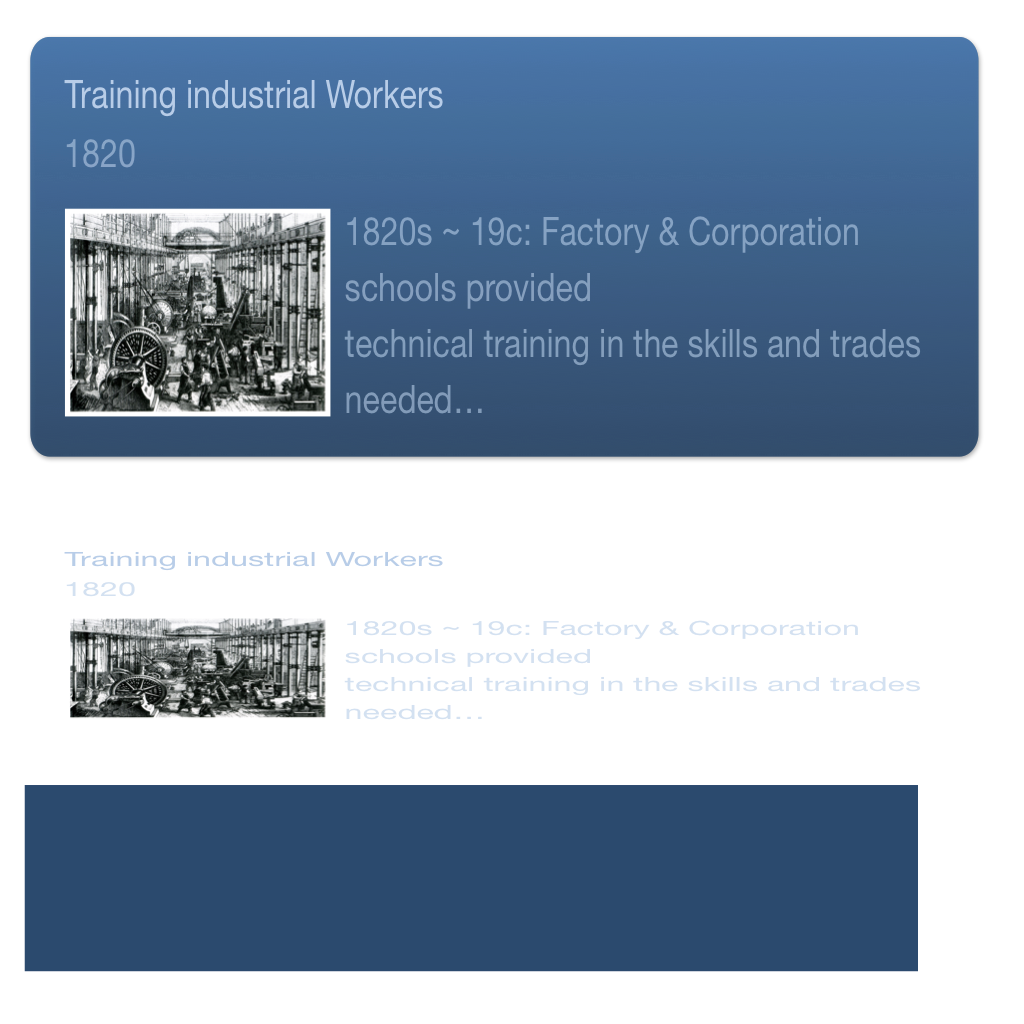 Training industrial Workers
1820
1820s ~ 19c: Factory & Corporation
schools provided
technical training in the skills and trades
needed…
Training industrial Workers
1820
1820s ~ 19c: Factory & Corporation
schools provided
technical training in the skills and trades
needed…